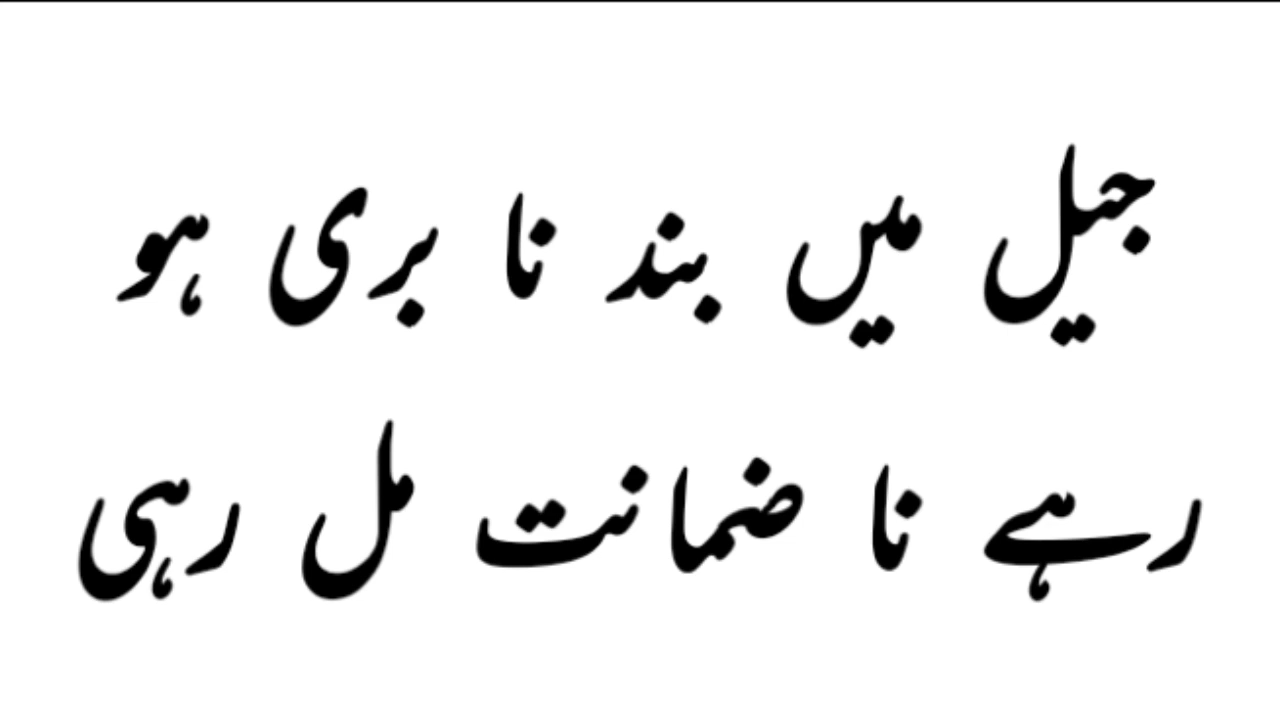 جیل میں بند نا بری ہو
رہے نا ضمانت مل رہی